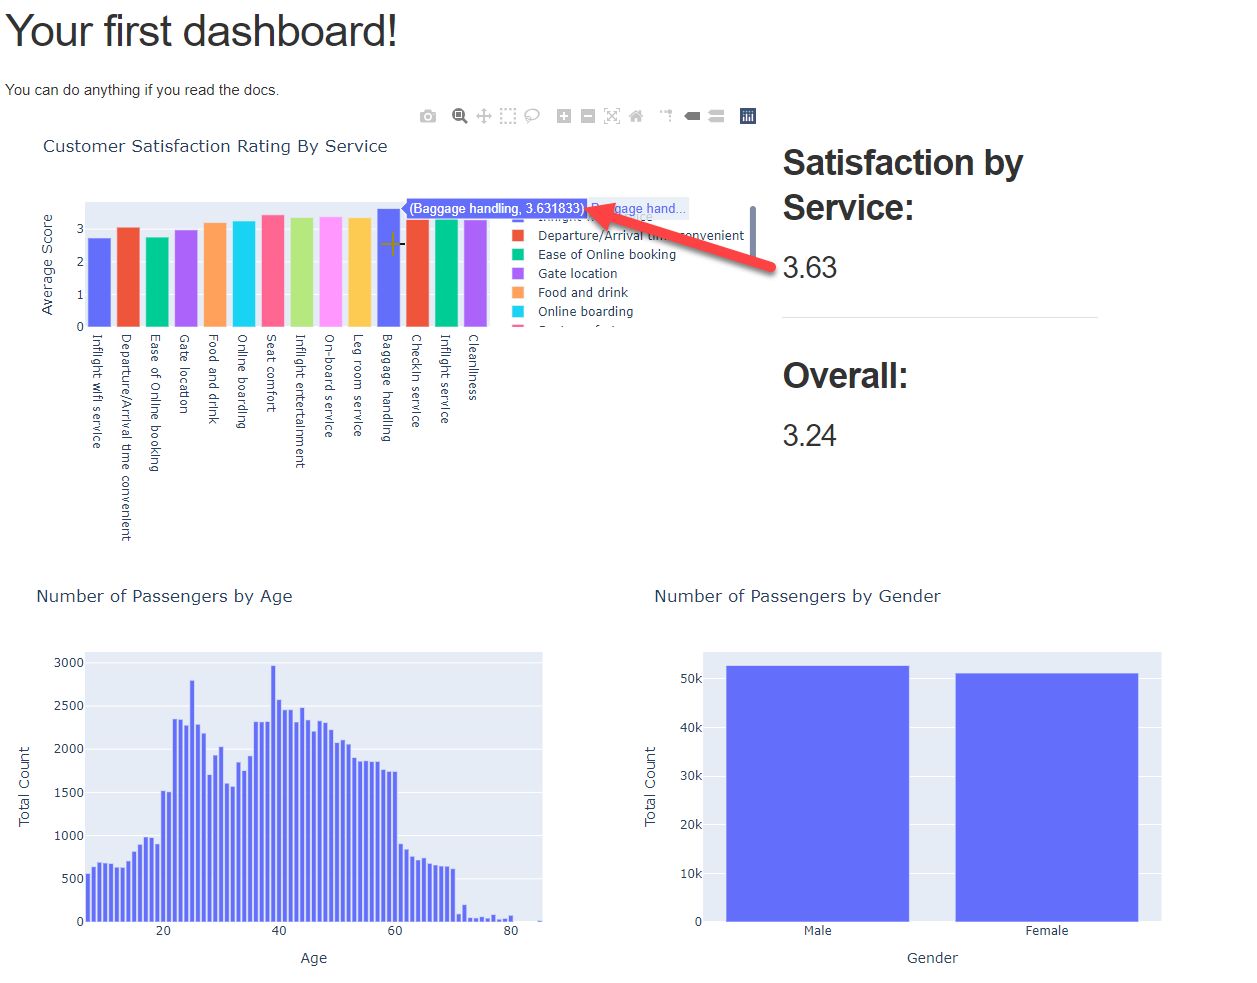 Your first dashboard!
You can do anything if you read the docs.
Customer Satisfaction Rating By Service
Average Score
3
2
1
0
(Baggage handling, 3.631833)
hand...
Departure/Arrival convenient
Ease of Online booking
Gate location
Food and drink
Online boarding
Inflight wifi service
Departure/Arrival time convenient
Ease of Online booking
Gate location
Food and drink
Online boarding
Seat comfort
Inflight entertainment
On-board service
Leg room service
Baggage handling
Checkin service
Inflight service
Cleanliness
Satisfaction by
Service:
3.63
Overall:
3.24
Number of Passengers by Age
Total Count
3000
2500
2000
1500
1000
500
0
20
40
60
80
Age
Number of Passengers by Gender
Total Count
50k
40k
30k
20k
10k
0
Male
Female
Gender